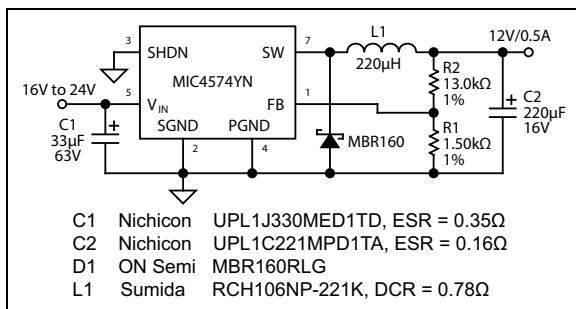 3
SHDN
SW
7
L1
220µH
12V/0.5A
MIC4574YN
R2
13.0kΩ
1%
16V to 24V
5
VIN
FB
1
C2
220µF
16V
C1
33µF
63V
SGND
PGND
2
4
MBR160
R1
1.50kΩ
1%
C1 Nichicon UPL1J330MED1TD, ESR = 0.35Ω
C2 Nichicon UPL1C221MPD1TA, ESR = 0.16Ω
D1 ON Semi MBR160RLG
L1 Sumida RCH106NP-221K, DCR = 0.78Ω